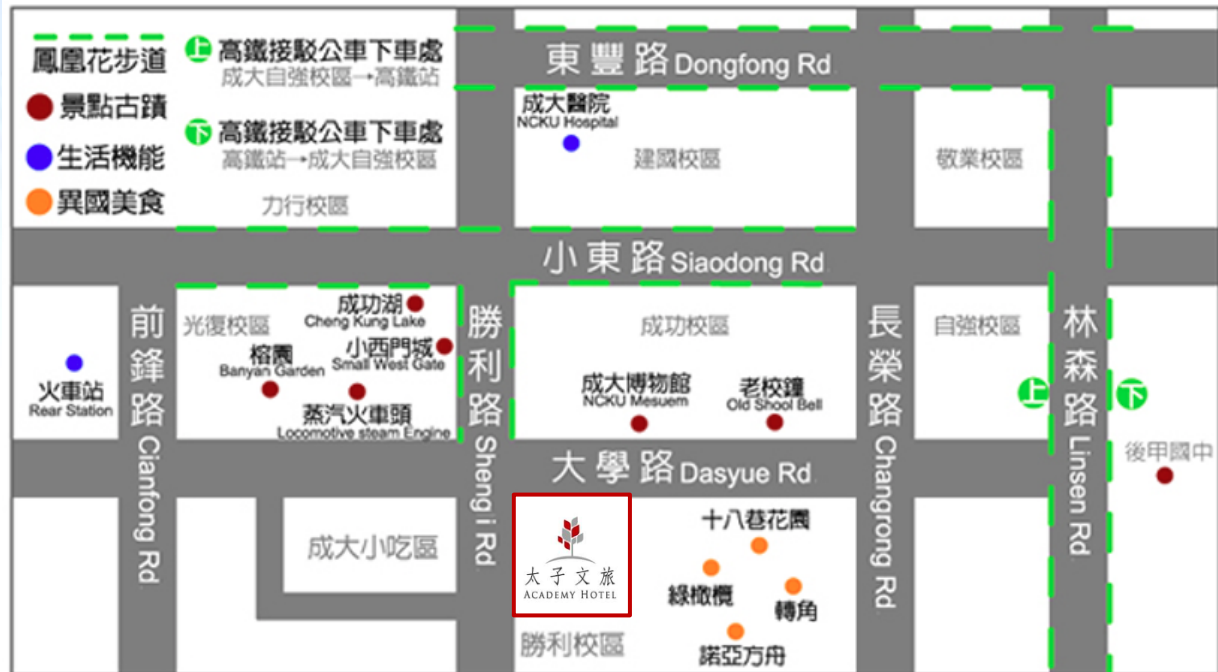 鳳凰花步道
景點古蹟
生活機能
異國美食
上 高鐵接駁公車下車處
成大自強校區→高鐵站
下 高鐵接駁公車下車處
高鐵站→成大自強校區
力行校區
東豐路 Dongfong Rd.
成大醫院
NCKU Hospital
建國校區
敬業校區
小東路 Siaodong Rd.
前鋒路 Cianfong Rd.
勝利路 Shengi i Rd.
長榮路 Changrong Rd.
林森路 Linsen Rd.
火車站
Rear Station
光復校區
成功湖
Cheng Kung Lake
小西門城
Small West Gate
榕園
Banyan Garden
蒸汽火車頭
Locomotive steam Engine
成功校區
成大博物館
NCKU Mesuem
老校鐘
Old Shool Bell
自強校區
上
下
後甲國中
大學路 Dasyue Rd.
成大小吃區
太子文旅
ACADEMY HOTEL
勝利校區
十八巷花園
綠橄欖
轉角
諾亞方舟